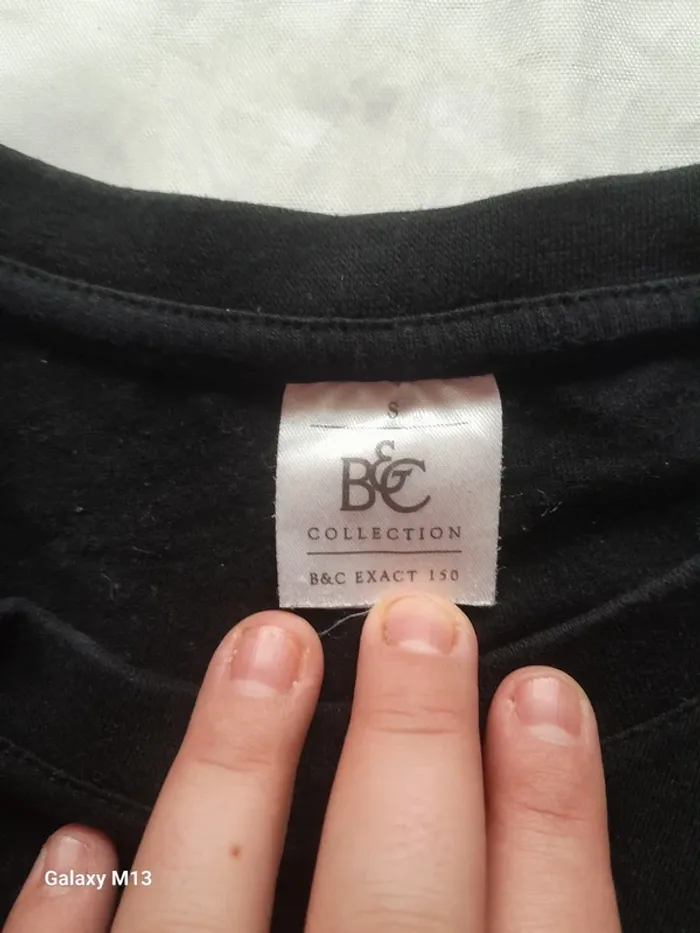 S
B&C
COLLECTION
B&C EXACT 150
Galaxy M13